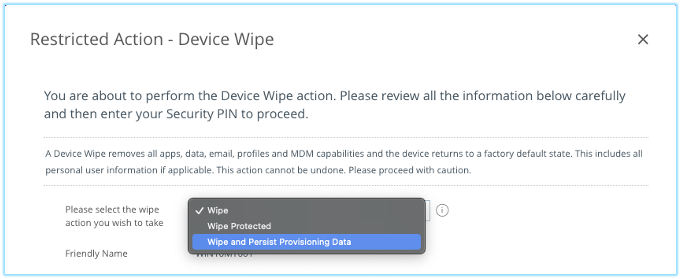 Restricted Action - Device Wipe
You are about to perform the Device Wipe action. Please review all the information below carefully
and then enter your Security PIN to proceed.
A Device Wipe removes all apps, data, email, profiles and MDM capabilities and the device returns to a factory default state. This includes all
personal user information if applicable. This action cannot be undone. Please proceed with caution.
Please select the wipe
action you wish to take
Wipe
Wipe Protected
Wipe and Persist Provisioning Data
Friendly Name